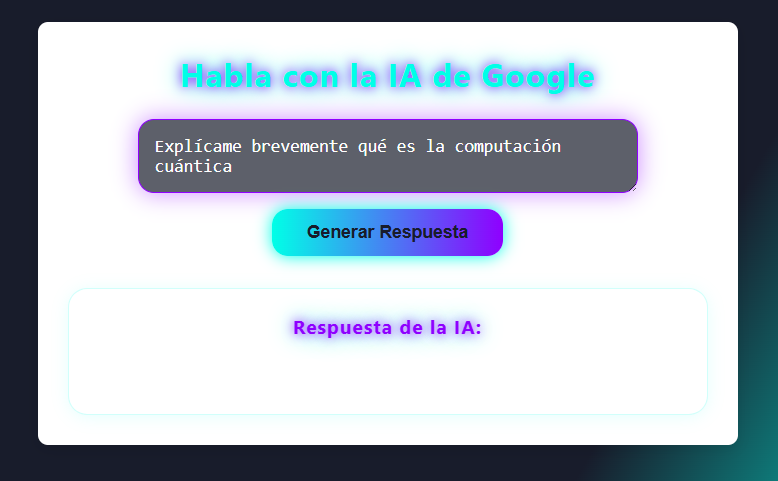 Habla con la IA de Google
Explícame brevemente qué es la computación
cuántica
Generar Respuesta
Respuesta de la IA: